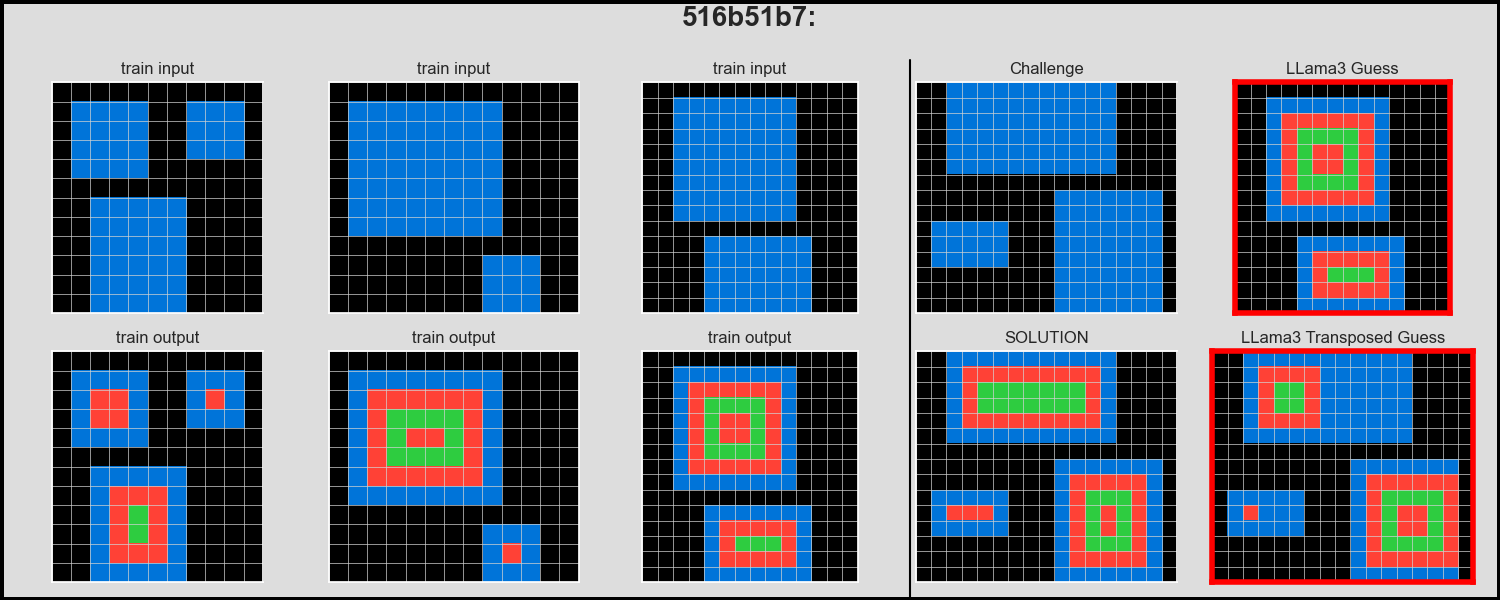 516b51b7:
train input
train input
train input
Challenge
LLama3 Guess
train output
train output
train output
SOLUTION
LLama3 Transposed Guess